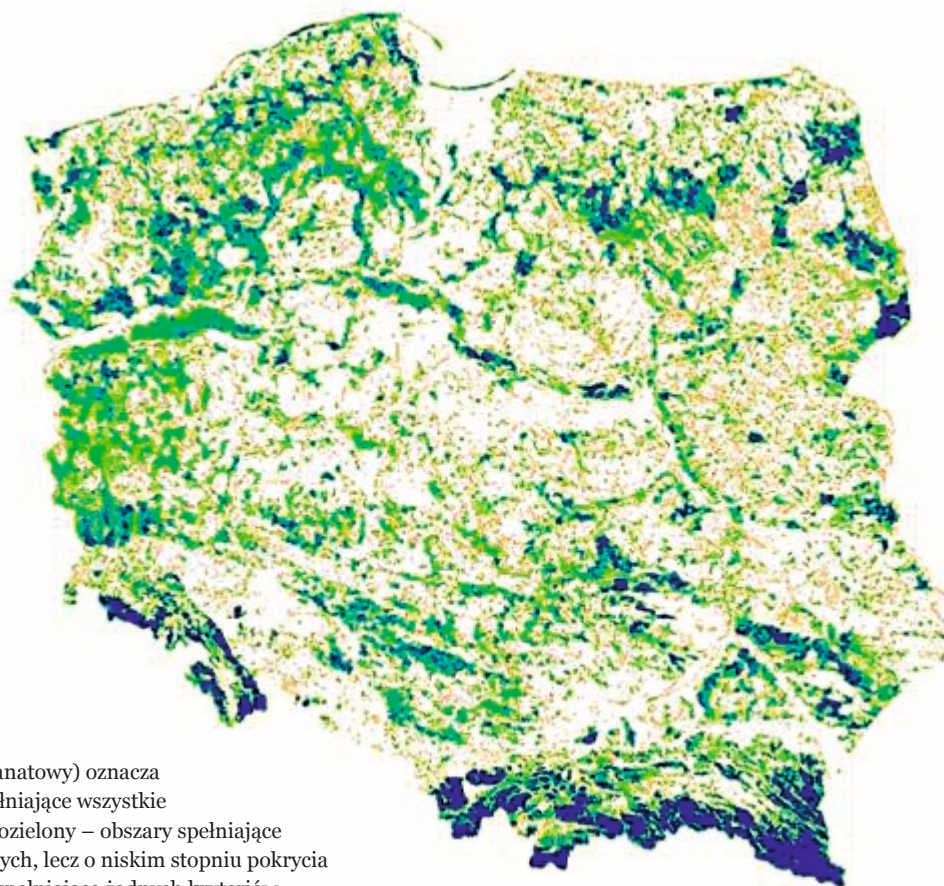 anatowy) oznacza
łniające wszystkie
ozielony – obszary spełniające
ych, lecz o niskim stopniu pokrycia